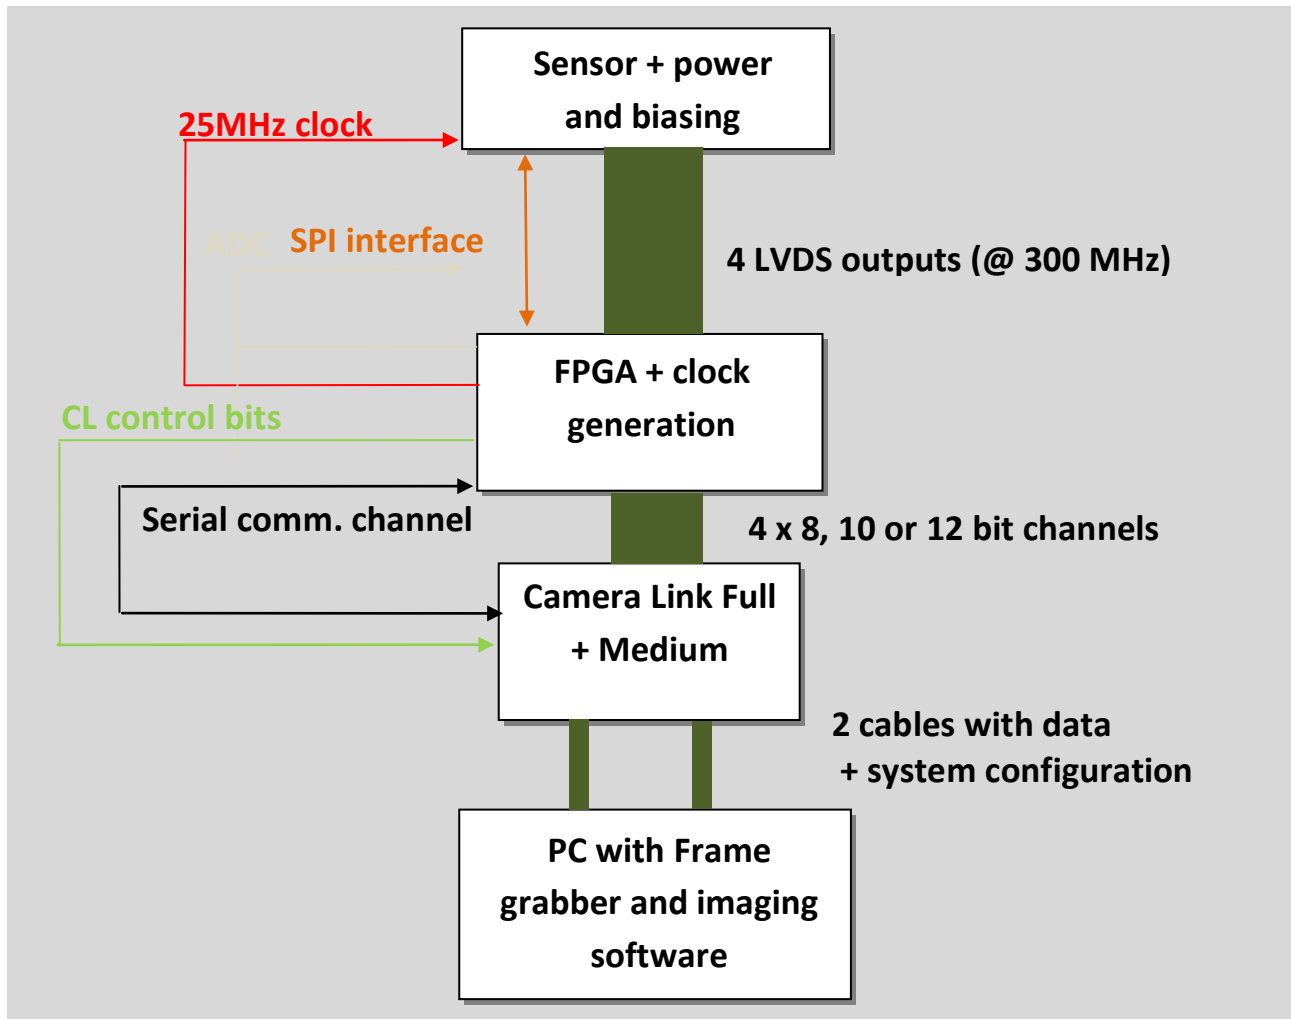 Sensor + power
and biasing
25MHz clock
ADC
SPI interface
4 LVDS outputs (@ 300 MHz)
FPGA + clock
generation
CL control bits
Serial comm. channel
4 x 8, 10 or 12 bit channels
Camera Link Full
+ Medium
2 cables with data
+ system configuration
PC with Frame
grabber and imaging
software